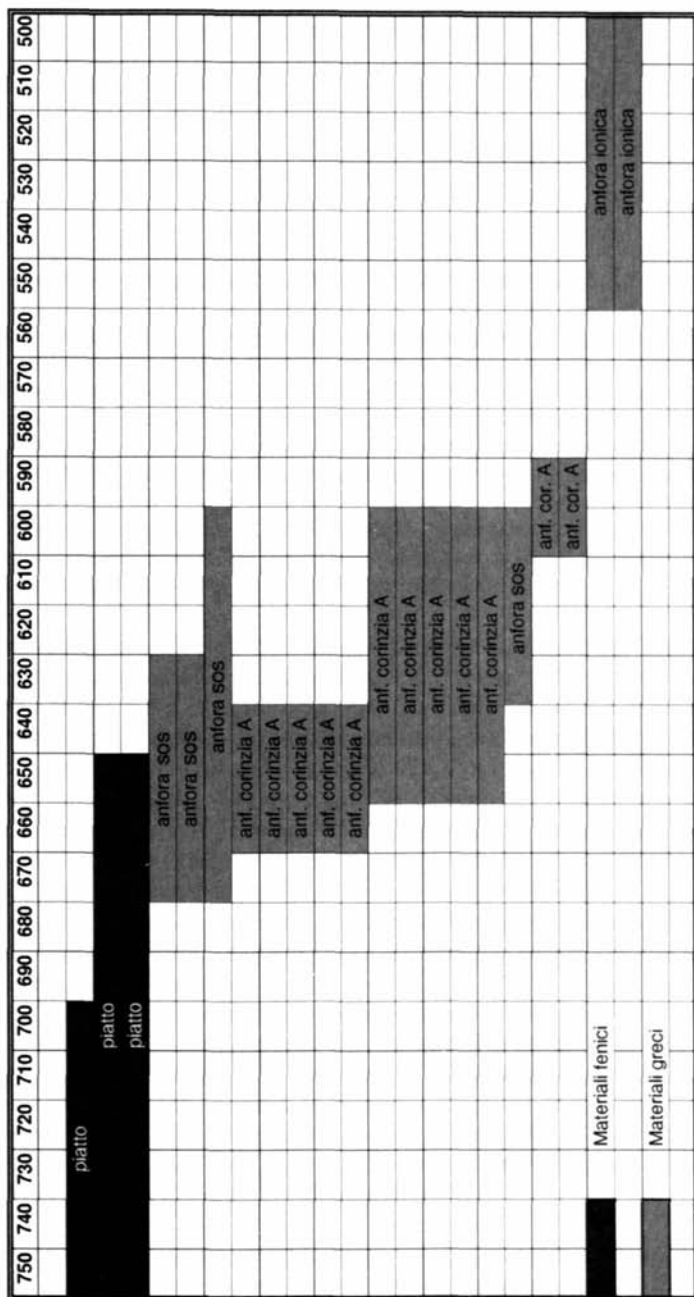 750 740 730 720 710 700 690 680 670 660 650 640 630 620 610 600 590 580 570 560 550 540 530 520 510 500
piatto
piatto
piatto
anfora sos
anfora sos
anfora sos
anf. corinzia A
anf. corinzia A
anf. corinzia A
anf. corinzia A
anf. corinzia A
anf. corinzia A
anf. corinzia A
anf. corinzia A
anf. corinzia A
anf. corinzia A
anfora sos
anf. cor. A
anf. cor. A
Materiali fenici
anfora ionica
anfora ionica
Materiali greci